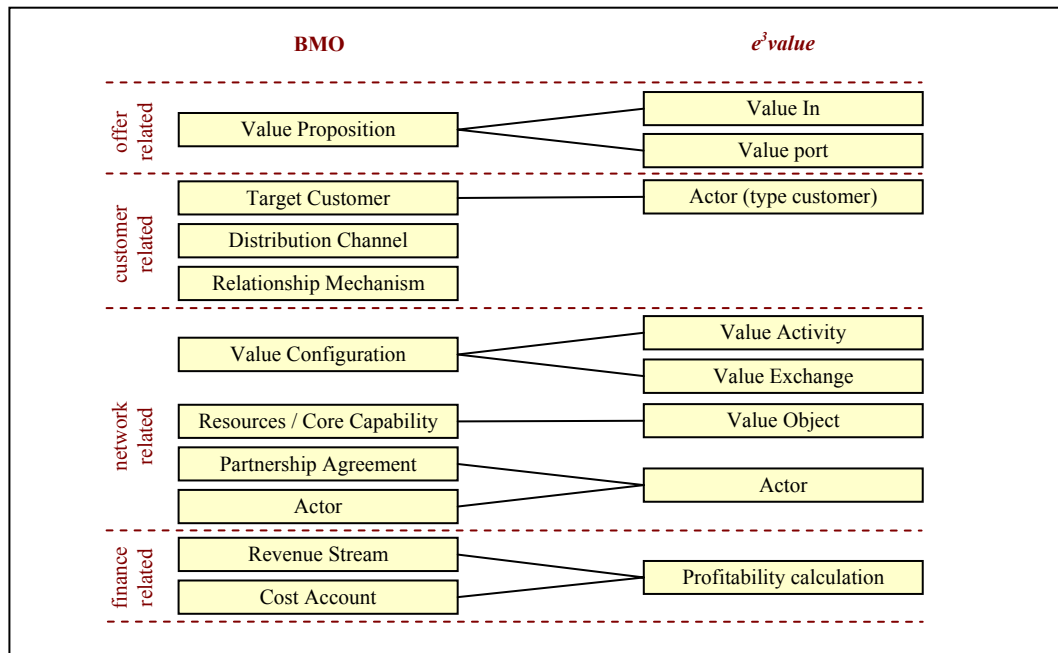 BMO
e³value
offer
related
Value Proposition
Value In
Value port
customer
related
Target Customer
Actor (type customer)
Distribution Channel
Relationship Mechanism
network
related
Value Configuration
Value Activity
Value Exchange
Resources / Core Capability
Value Object
Partnership Agreement
Actor
Actor
finance
related
Revenue Stream
Cost Account
Profitability calculation